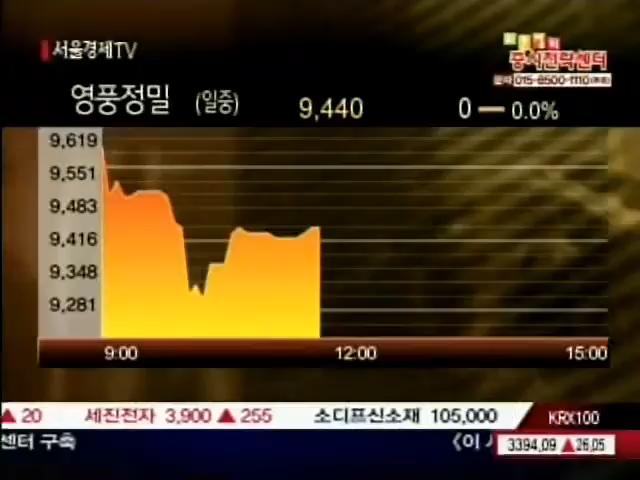 서울경제TV
증시전략센터
015-8500-1110
영풍정밀 (일중) 9,440 0 0.0%
9,619
9,551
9,483
9,416
9,348
9,281
9:00 12:00 15:00
▲ 20 세진전자 3,900 ▲ 255 소디프신소재 105,000 KRX100
센터 구축 《이 3394.09 ▲26.05